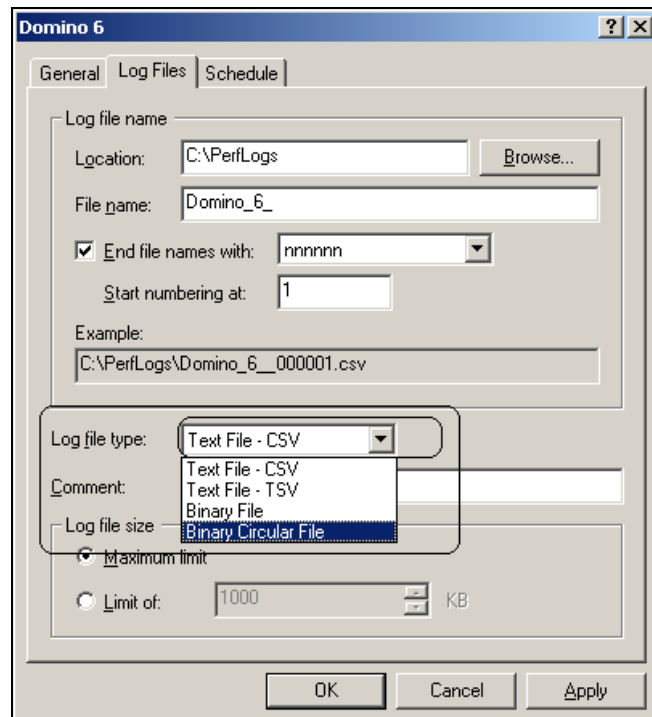 Domino 6
General Log Files Schedule
Log file name
Location: C:\PerfLogs Browse...
File name: Domino_6_
End file names with: nnnnnn
Start numbering at: 1
Example:
C:\PerfLogs\Domino_6__000001.csv
Log file type: Text File - CSV
Text File - CSV
Text File - TSV
Binary File
Binary Circular File
Comment:
Log file size
Maximum limit
Limit of: 1000 KB
OK Cancel Apply